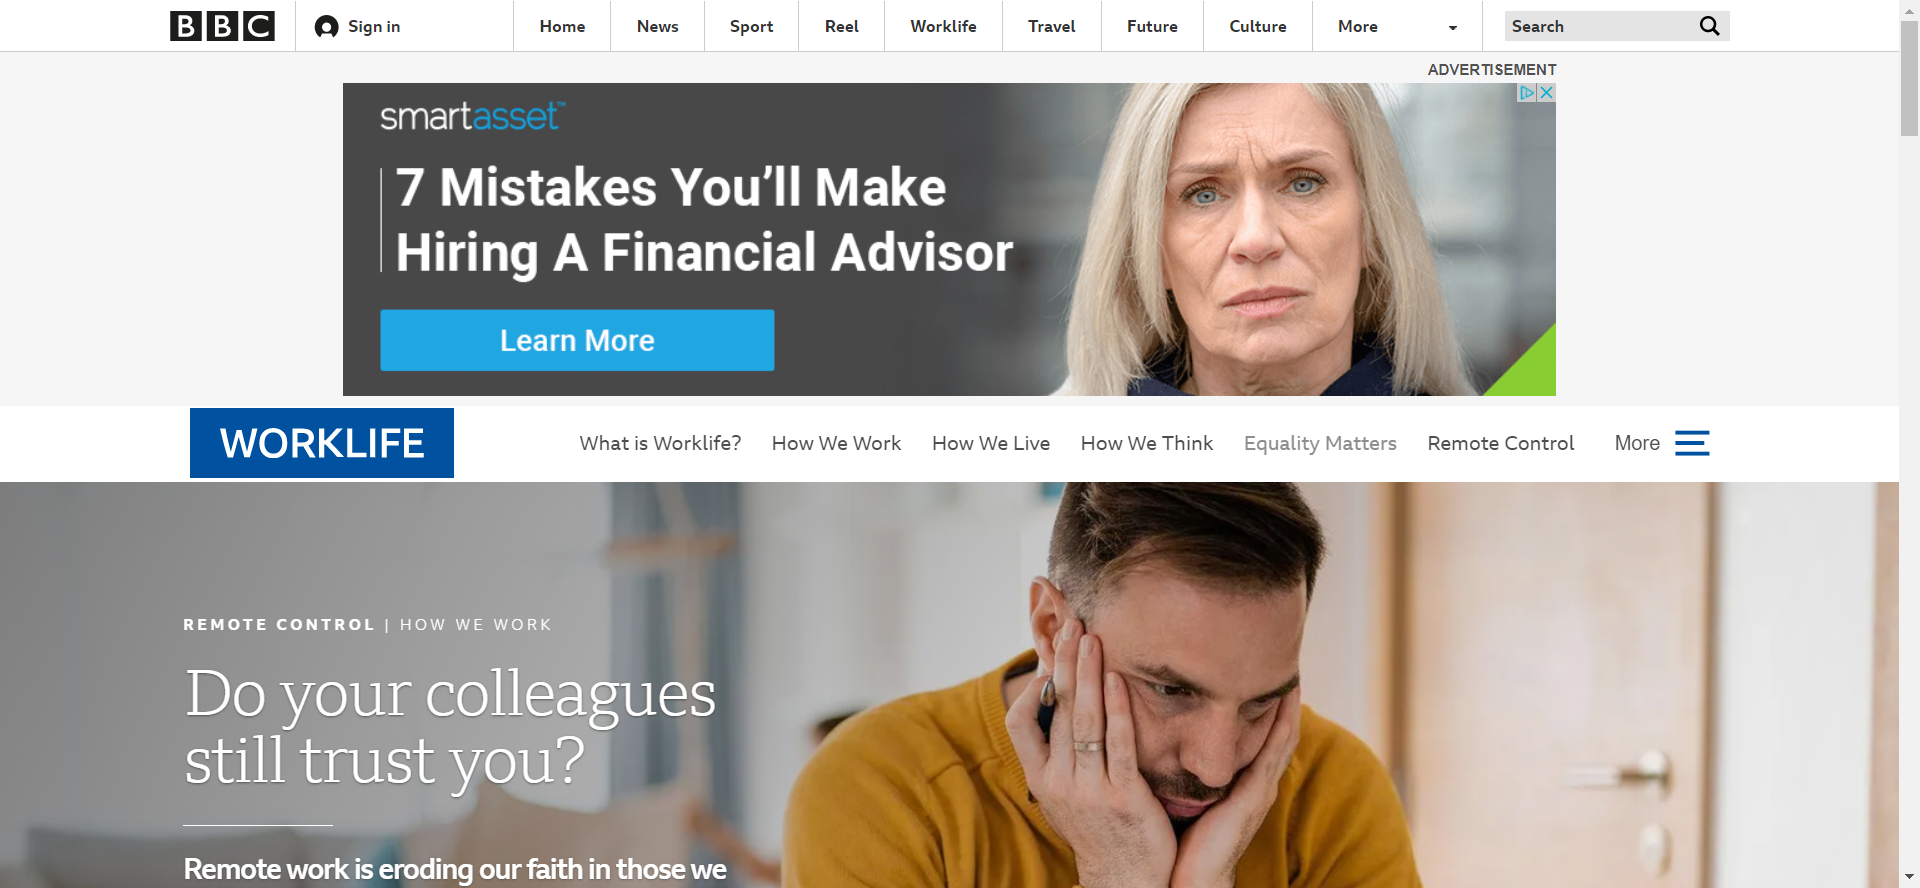 BBC
Sign in
Home
News
Sport
Reel
Worklife
Travel
Future
Culture
More
Search
ADVERTISEMENT
smartasset™
7 Mistakes You'll Make
Hiring A Financial Advisor
Learn More
WORKLIFE
What is Worklife?
How We Work
How We Live
How We Think
Equality Matters
Remote Control
More
REMOTE CONTROL | HOW WE WORK
Do your colleagues
still trust you?
Remote work is eroding our faith in those we